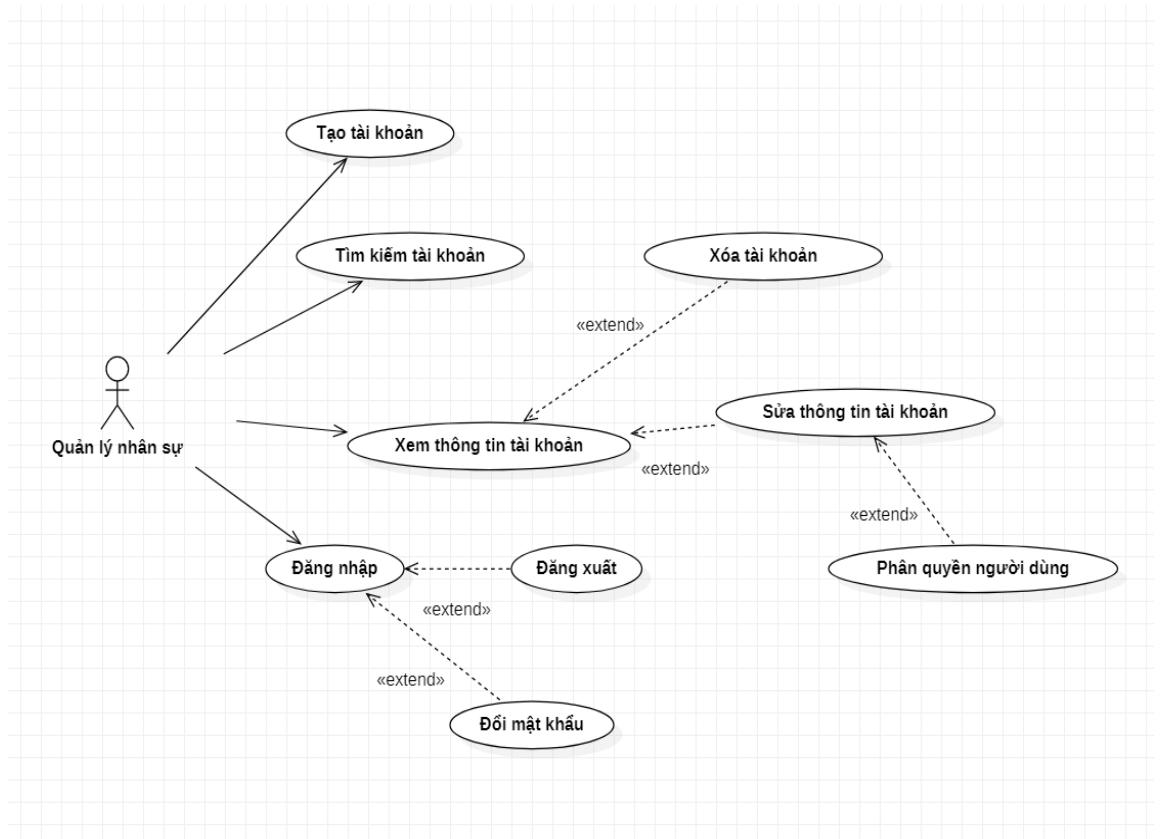 Tạo tài khoản
Tìm kiếm tài khoản
Xóa tài khoản
«extend»
Sửa thông tin tài khoản
Quản lý nhân sự
Xem thông tin tài khoản
«extend»
«extend»
Đăng nhập
Đăng xuất
Phân quyền người dùng
«extend»
«extend»
Đổi mật khẩu